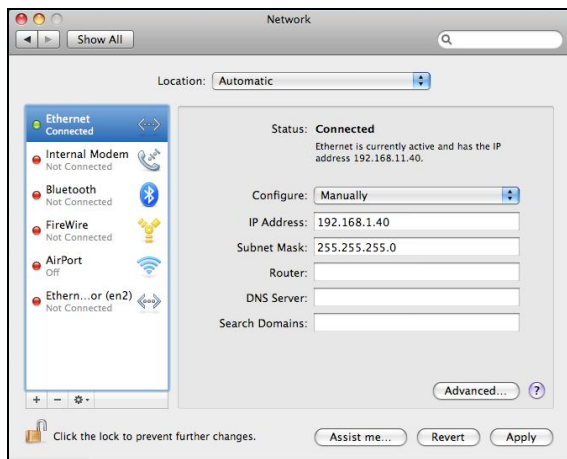 Network
Show All
Location: Automatic
Ethernet
Connected
Internal Modem
Not Connected
Bluetooth
Not Connected
FireWire
Not Connected
AirPort
Off
Ethern...or (en2)
Not Connected
Status: Connected
Ethernet is currently active and has the IP
address 192.168.11.40.
Configure: Manually
IP Address: 192.168.1.40
Subnet Mask: 255.255.255.0
Router:
DNS Server:
Search Domains:
Advanced... ?
Click the lock to prevent further changes.
Assist me... Revert Apply